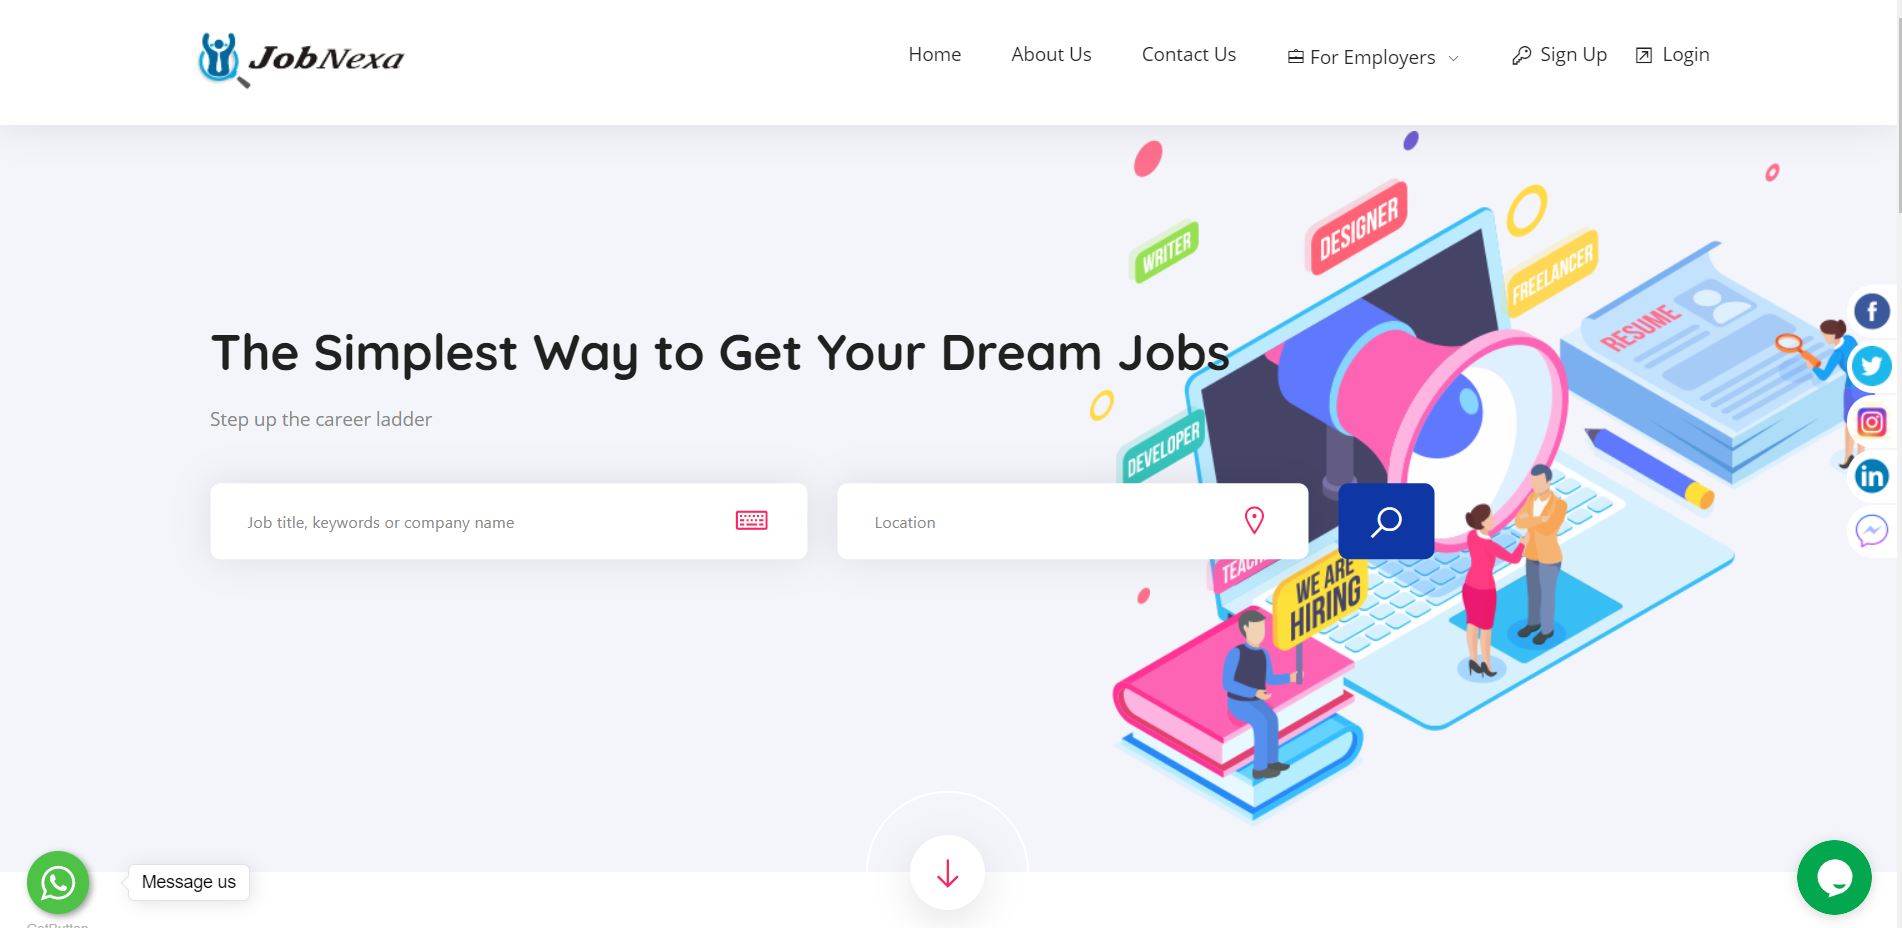 JobNexa
Home
About Us
Contact Us
For Employers
Sign Up
Login
WRITER
DESIGNER
FREELANCER
RESUME
The Simplest Way to Get Your Dream Jobs
Step up the career ladder
DEVELOPER
Job title, keywords or company name
Location
WE ARE
HIRING
Message us